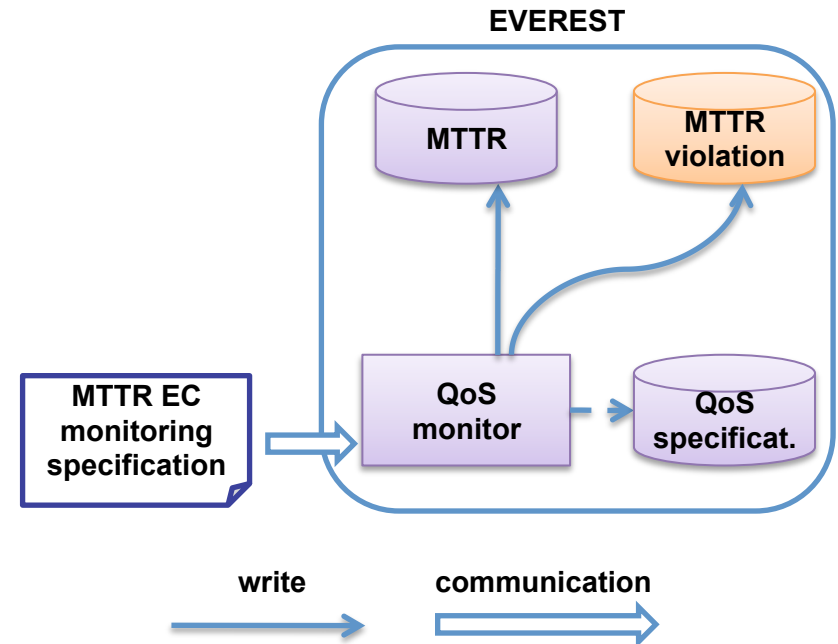 EVEREST
MTTR
MTTR
violation
MTTR EC
monitoring
specification
QoS
monitor
QoS
specificat.
write
communication